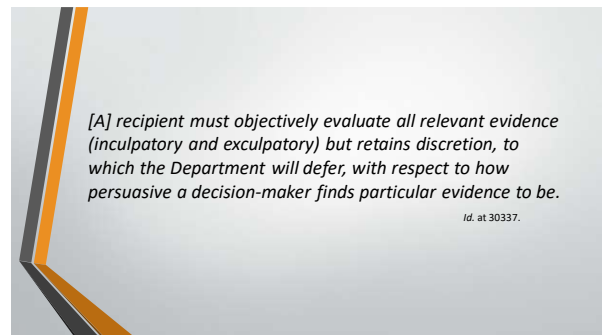 [A] recipient must objectively evaluate all relevant evidence
(inculpatory and exculpatory) but retains discretion, to
which the Department will defer, with respect to how
persuasive a decision-maker finds particular evidence to be.
Id. at 30337.